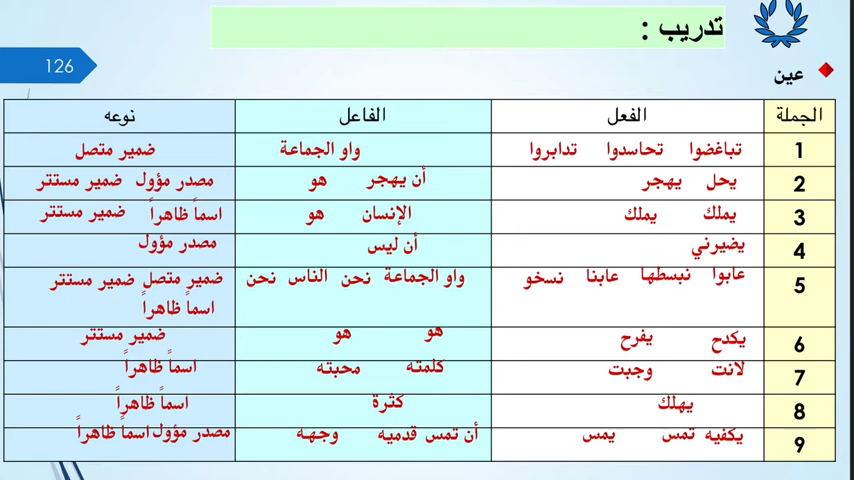 تدريب :
126
عين
الجملة الفعل الفاعل نوعه
1 تباغضوا تحاسدوا تدابروا واو الجماعة ضمير متصل
2 يحل يهجر أن يهجر هو مصدر مؤول ضمير مستتر
3 يملك يملك الإنسان هو اسماً ظاهراً ضمير مستتر
4 يضيرني أن ليس مصدر مؤول
5 عابوا نبسطها عابنا نسخو واو الجماعة نحن الناس نحن ضمير متصل ضمير مستتر
اسماً ظاهراً
6 يكدح يفرح هو هو ضمير مستتر
7 لانت وجبت كلمته محبته اسماً ظاهراً
8 يهلك كثرة اسماً ظاهراً
9 يكفيه تمس يمس أن تمس قدميه وجهه مصدر مؤول اسماً ظاهراً